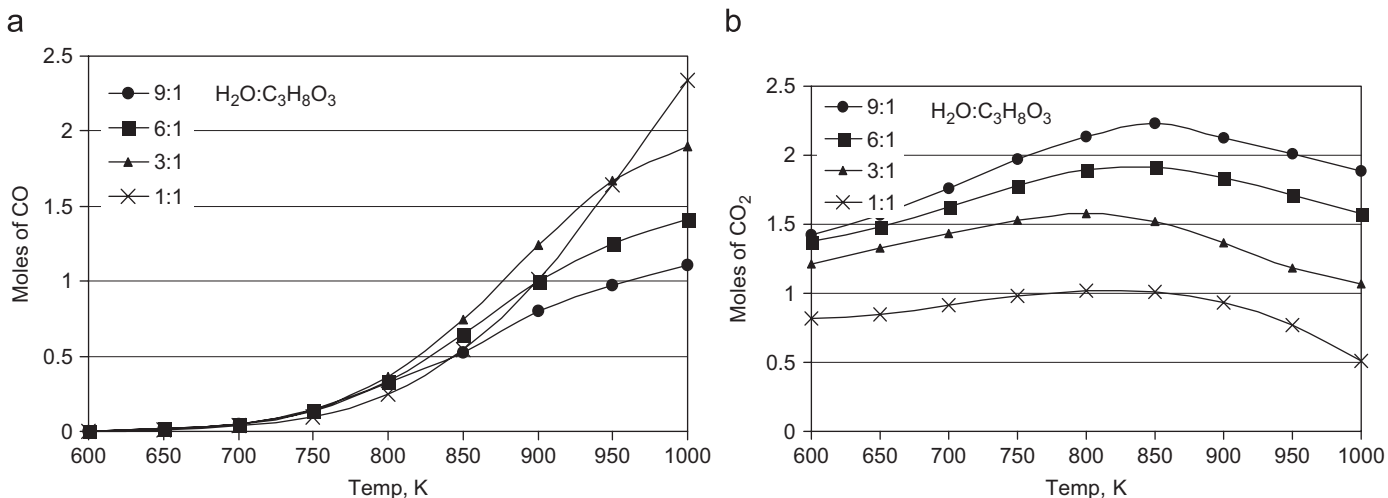 a
2.5
2
1.5
1
0.5
0
Moles of CO
9:1 H₂O:C₃H₈O₃
6:1
3:1
1:1
600 650 700 750 800 850 900 950 1000
Temp, K
b
2.5
2
1.5
1
0.5
0
Moles of CO₂
9:1 H₂O:C₃H₈O₃
6:1
3:1
1:1
600 650 700 750 800 850 900 950 1000
Temp, K